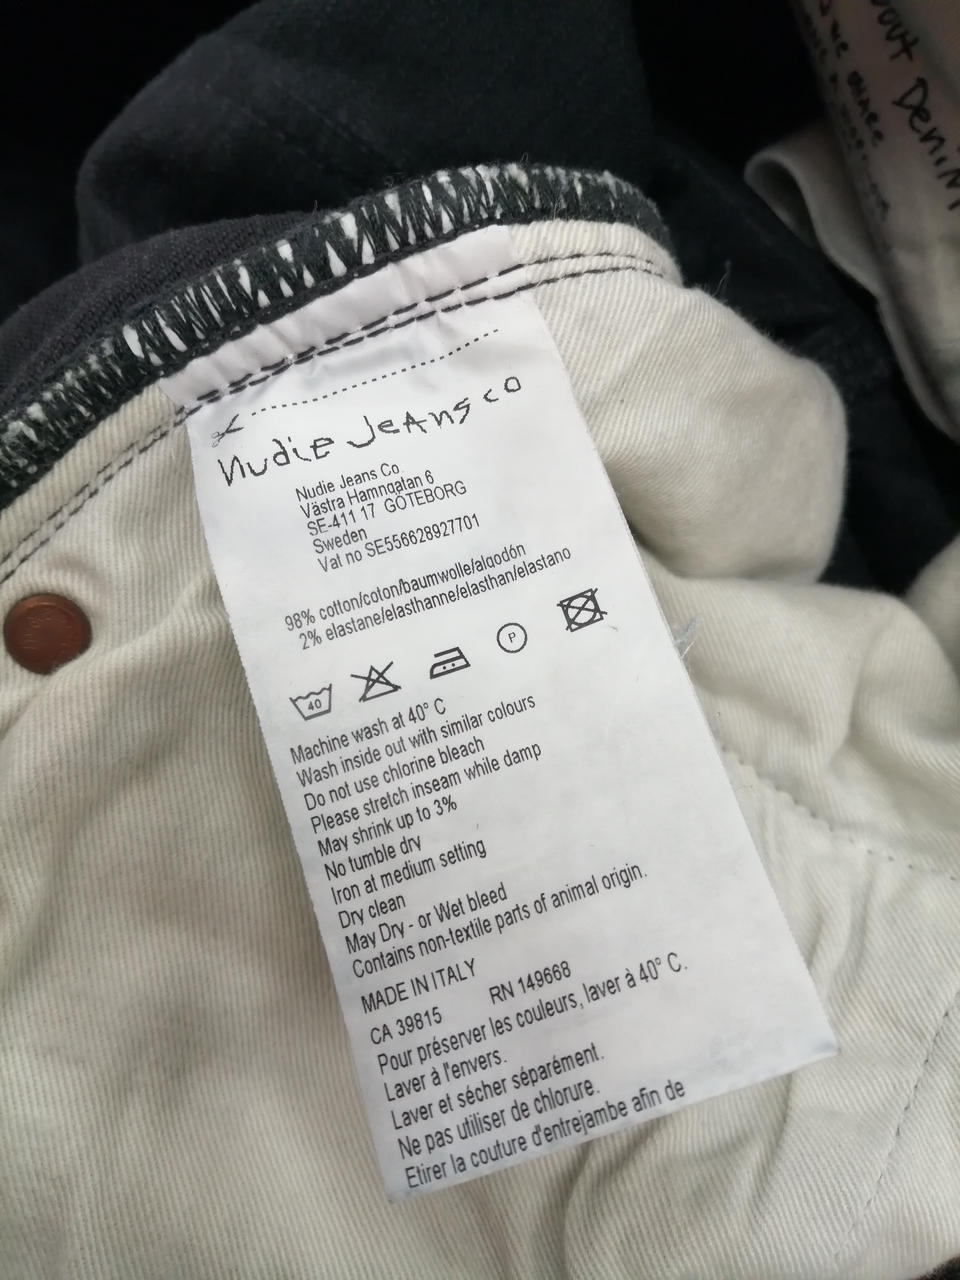 Nudie Jeans co
Nudie Jeans Co.
Västra Hamngatan 6
SE-411 17 GÖTEBORG
Sweden
Vat no SE556628927701
98% cotton/coton/baumwolle/algodón
2% elastane/elasthanne/elasthan/elastano
40
P
Machine wash at 40° C
Wash inside out with similar colours
Do not use chlorine bleach
Please stretch inseam while damp
May shrink up to 3%
No tumble dry
Iron at medium setting
Dry clean
May Dry - or Wet bleed
Contains non-textile parts of animal origin.
MADE IN ITALY
CA 39815 RN 149668
Pour préserver les couleurs, laver à 40° C.
Laver à l'envers.
Laver et sécher séparément.
Ne pas utiliser de chlorure.
Etirer la couture d'entrejambe afin de
Denim